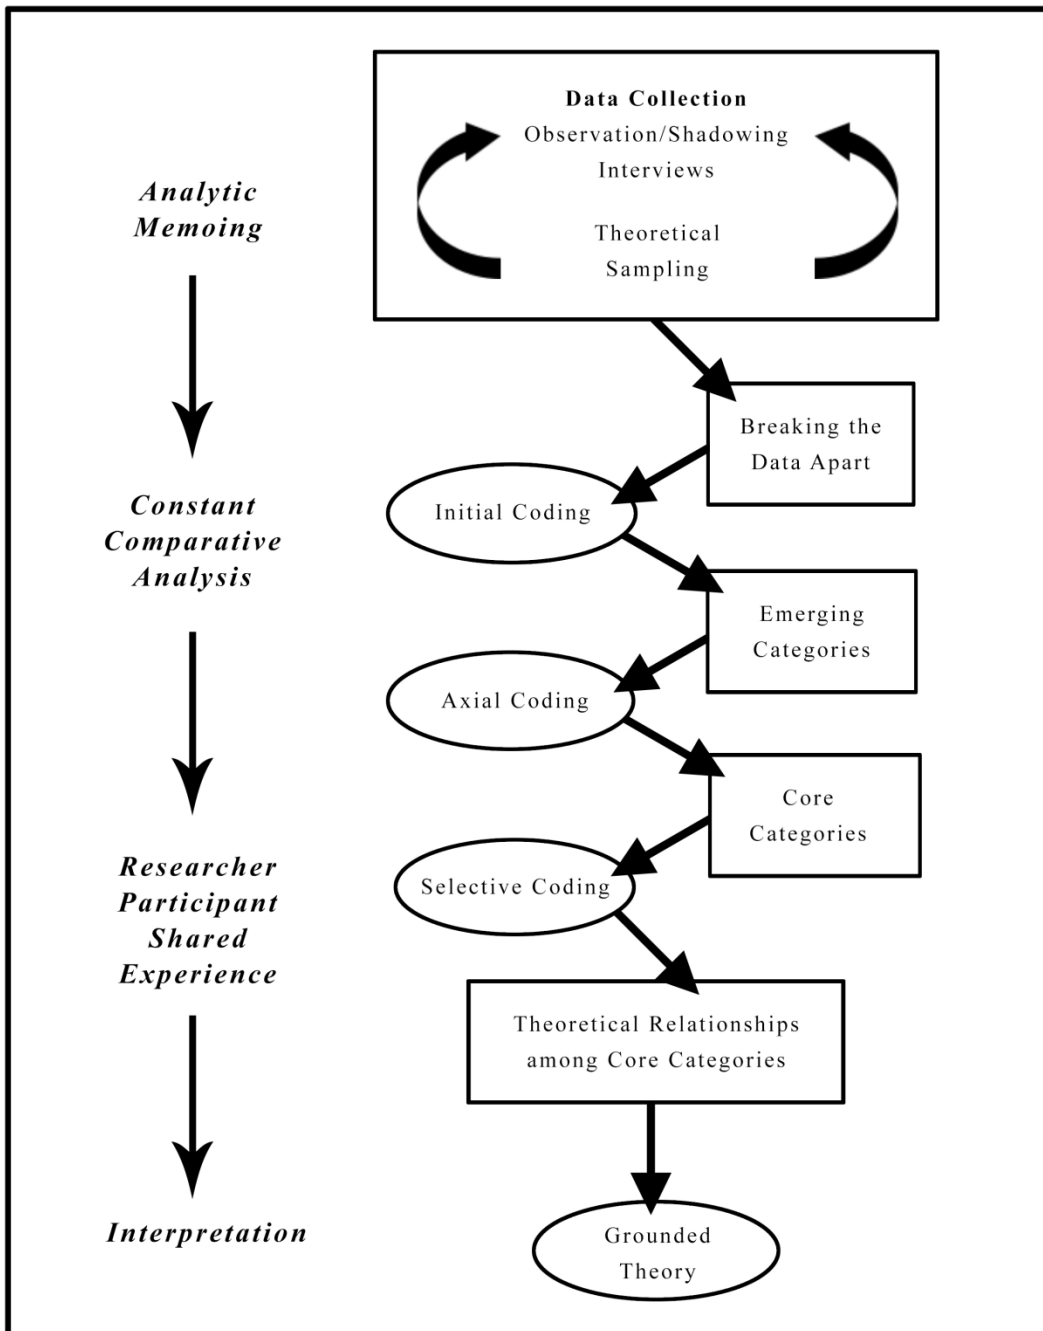 Data Collection
Observation/Shadowing
Interviews
Theoretical
Sampling
Analytic
Memoing
Breaking the
Data Apart
Initial Coding
Constant
Comparative
Analysis
Emerging
Categories
Axial Coding
Core
Categories
Selective Coding
Researcher
Participant
Shared
Experience
Theoretical Relationships
among Core Categories
Interpretation
Grounded
Theory